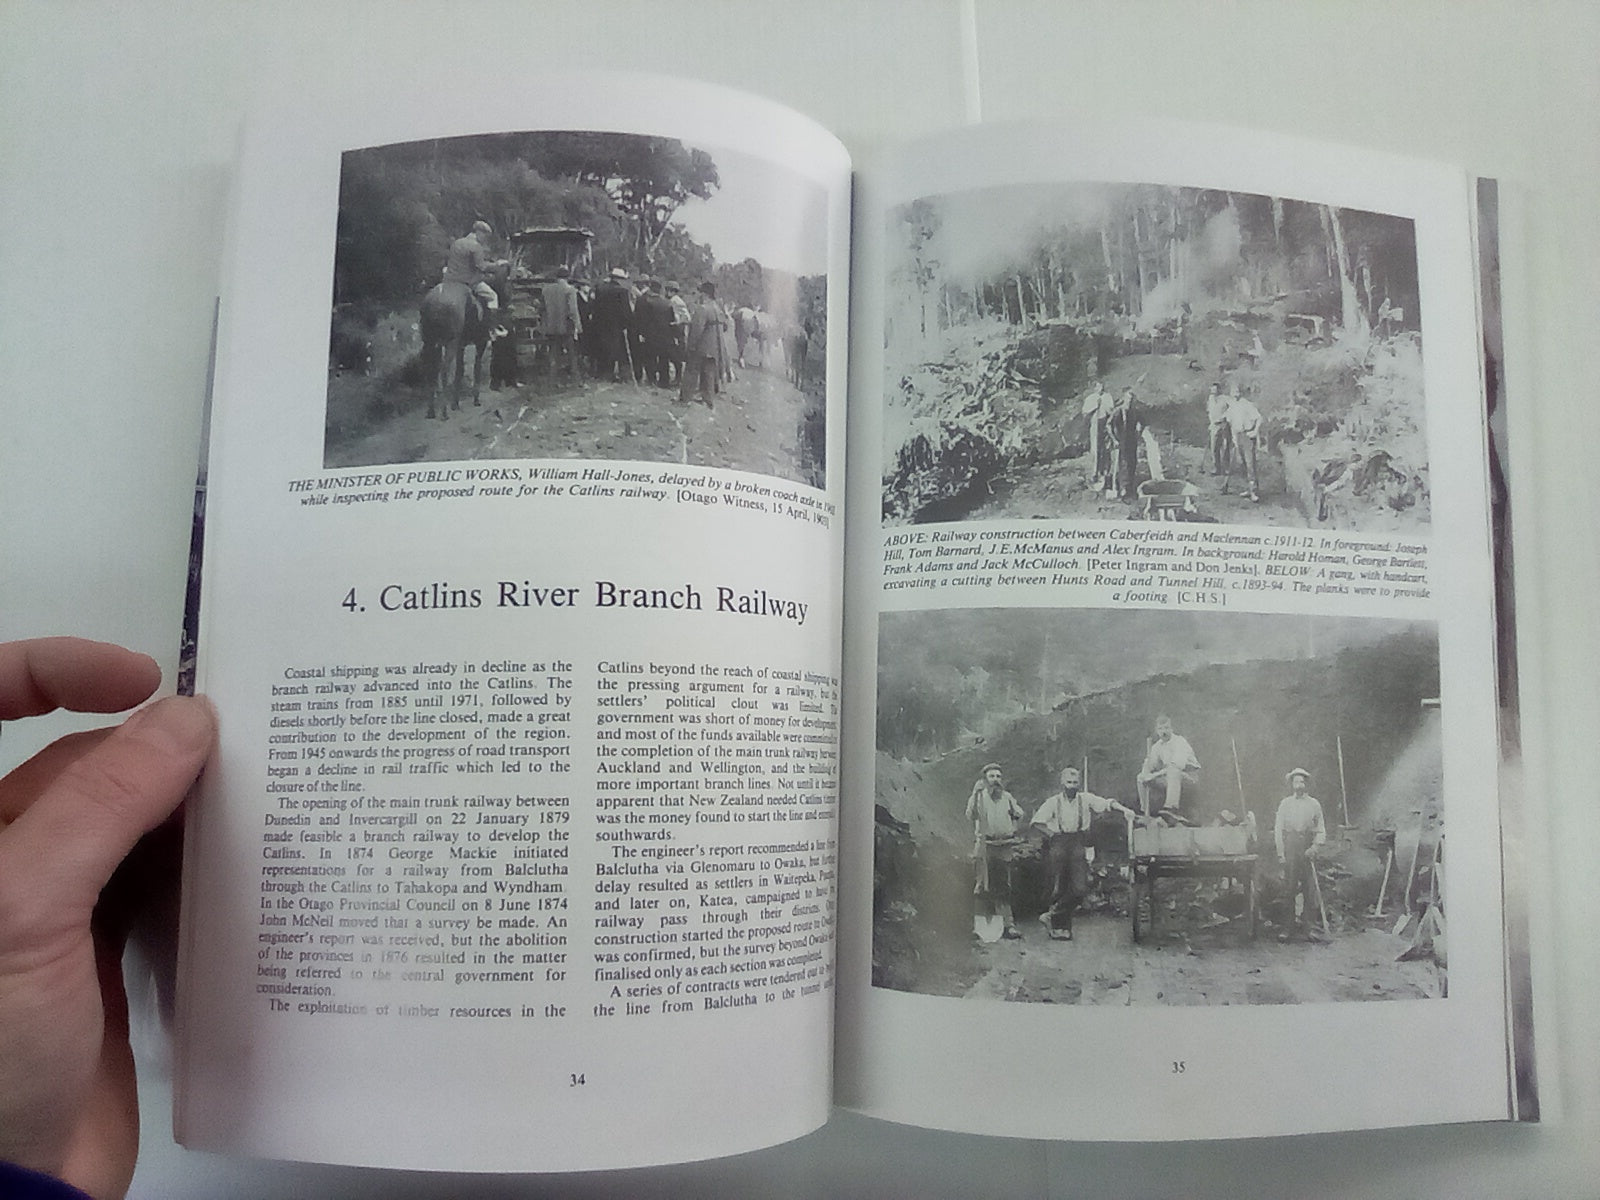 THE MINISTER OF PUBLIC WORKS, William Hall-Jones, delayed by a broken coach axle in
while inspecting the proposed route for the Catlins railway. [Otago Witness, 15 April,
4. Catlins River Branch Railway
Coastal shipping was already in decline as the
branch railway advanced into the Catlins. The
steam trains from 1885 until 1971, followed by
diesels shortly before the line closed, made a great
contribution to the development of the region.
From 1945 onwards the progress of road transport
began a decline in rail traffic which led to the
closure of the line.
The opening of the main trunk railway between
Dunedin and Invercargill on 22 January 1879
made feasible a branch railway to develop the
Catlins. In 1874 George Mackie initiated
representations for a railway from Balclutha
through the Catlins to Tahakopa and Wyndham.
In the Otago Provincial Council on 8 June 1874
John McNeil moved that a survey be made. An
engineer's report was received, but the abolition
of the provinces in 1876 resulted in the matter
being referred to the central government for
consideration.
The exploitation of timber resources in the
Catlins beyond the reach of coastal shipping
the pressing argument for a railway, but
settlers' political clout was limited.
government was short of money for development
and most of the funds available were
the completion of the main trunk railway between
Auckland and Wellington, and the building of
more important branch lines. Not until it
apparent that New Zealand needed Catlins
was the money found to start the line and
southwards.
The engineer's report recommended a line from
Balclutha via Glenomaru to Owaka, but
delay resulted as settlers in Waitepeka,
and later on, Katea, campaigned to have
railway pass through their districts.
construction started the proposed route to
was confirmed, but the survey beyond Owaka
finalised only as each section was completed.
A series of contracts were tendered out
the line from Balclutha to the tunnel
34
ABOVE: Railway construction between Caberfeidh and Maclennan c.1911-12. In foreground: Joseph
Hill, Tom Barnard, J.E.McManus and Alex Ingram. In background: Harold Homan, George Bartlett,
Frank Adams and Jack McCulloch. [Peter Ingram and Don Jenks]. BELOW: A gang, with handcart,
excavating a cutting between Hunts Road and Tunnel Hill, c.1893-94. The planks were to provide
a footing. [C.H.S.]
35